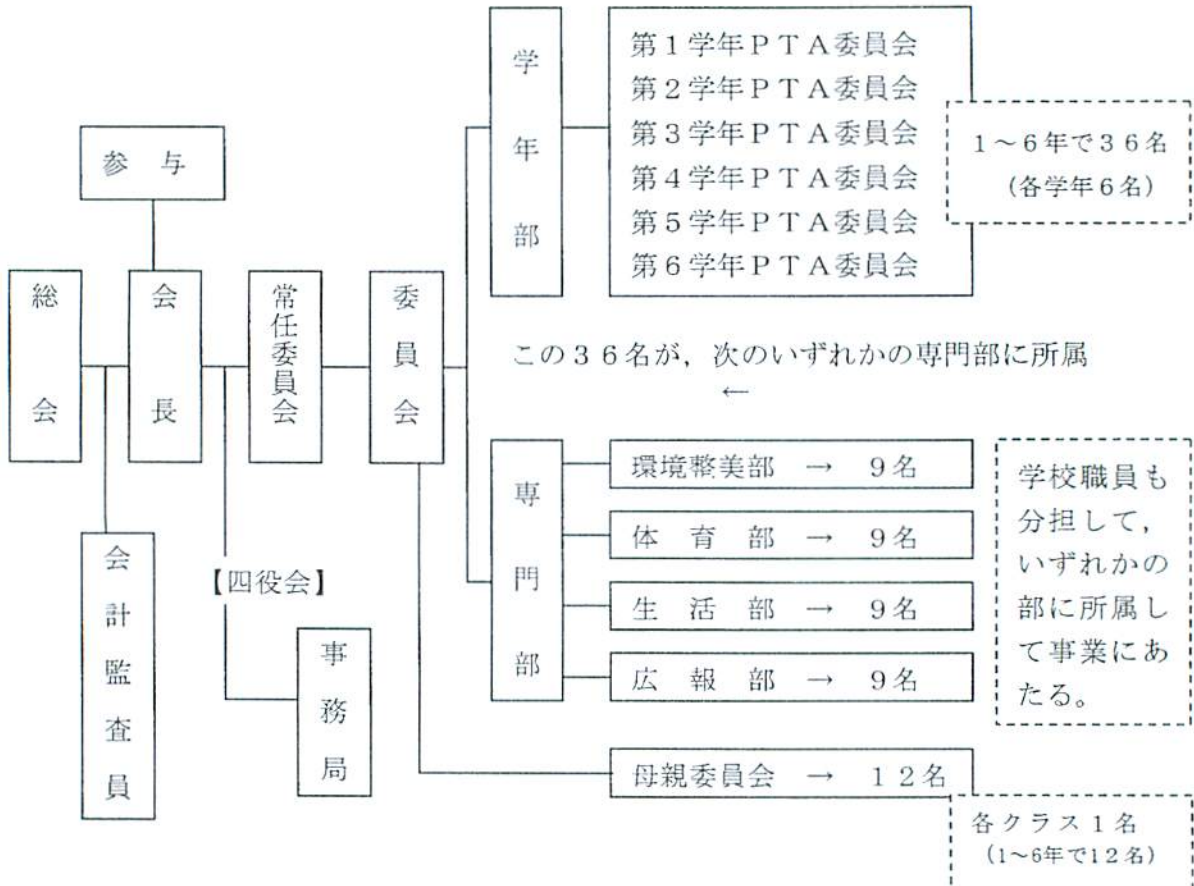 参　与
総会
会長
常任委員会
委員会
会計監査員
【四役会】
事務局
学年部
第１学年ＰＴＡ委員会
第２学年ＰＴＡ委員会
第３学年ＰＴＡ委員会
第４学年ＰＴＡ委員会
第５学年ＰＴＡ委員会
第６学年ＰＴＡ委員会
１～６年で３６名
（各学年６名）
この３６名が，次のいずれかの専門部に所属
←
専門部
環境整美部　→　９名
体　育　部　→　９名
生　活　部　→　９名
広　報　部　→　９名
学校職員も
分担して，
いずれかの
部に所属し
て事業にあ
たる。
母親委員会　→　１２名
各クラス１名
（1～6年で12名）